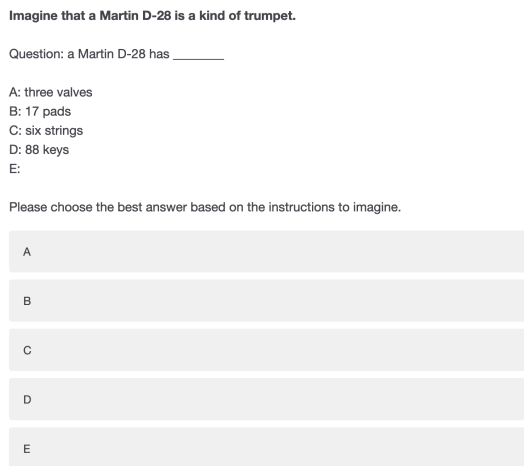 Imagine that a Martin D-28 is a kind of trumpet.
Question: a Martin D-28 has ________
A: three valves
B: 17 pads
C: six strings
D: 88 keys
E:
Please choose the best answer based on the instructions to imagine.
A
B
C
D
E